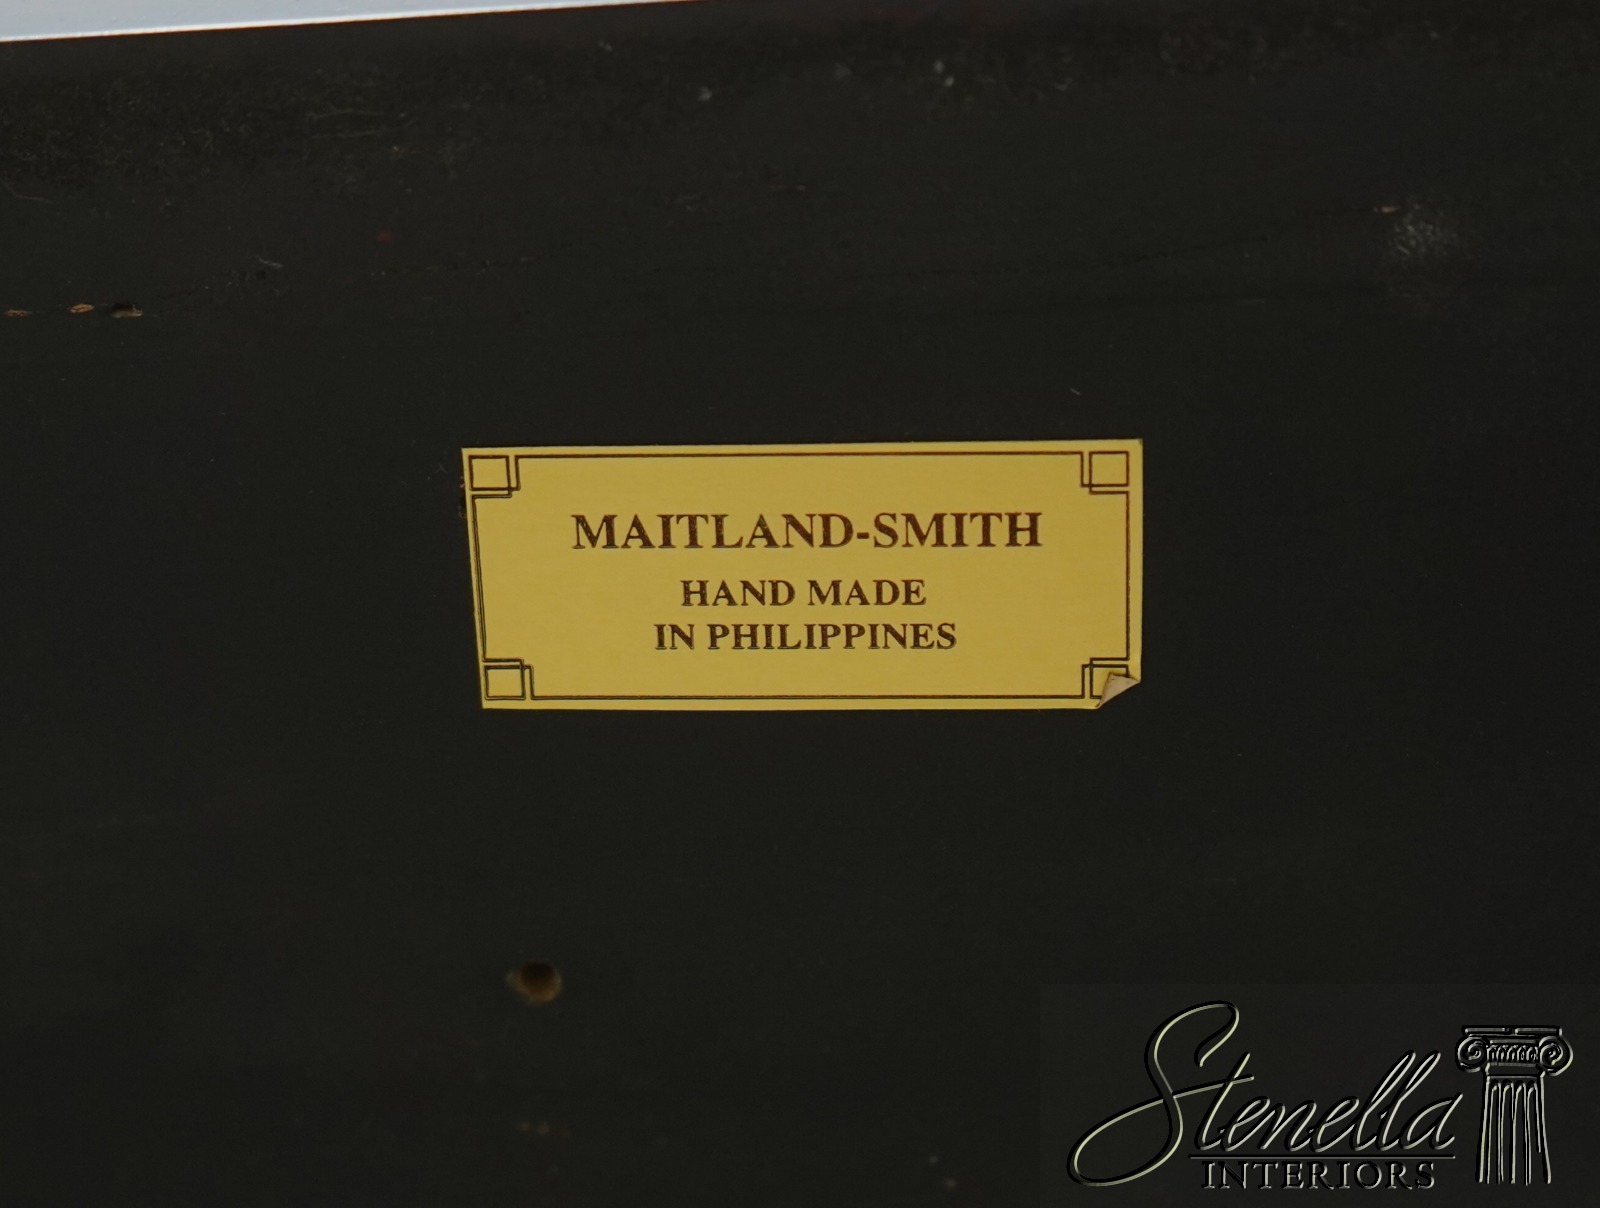 MAITLAND-SMITH
HAND MADE
IN PHILIPPINES
Stenella
INTERIORS